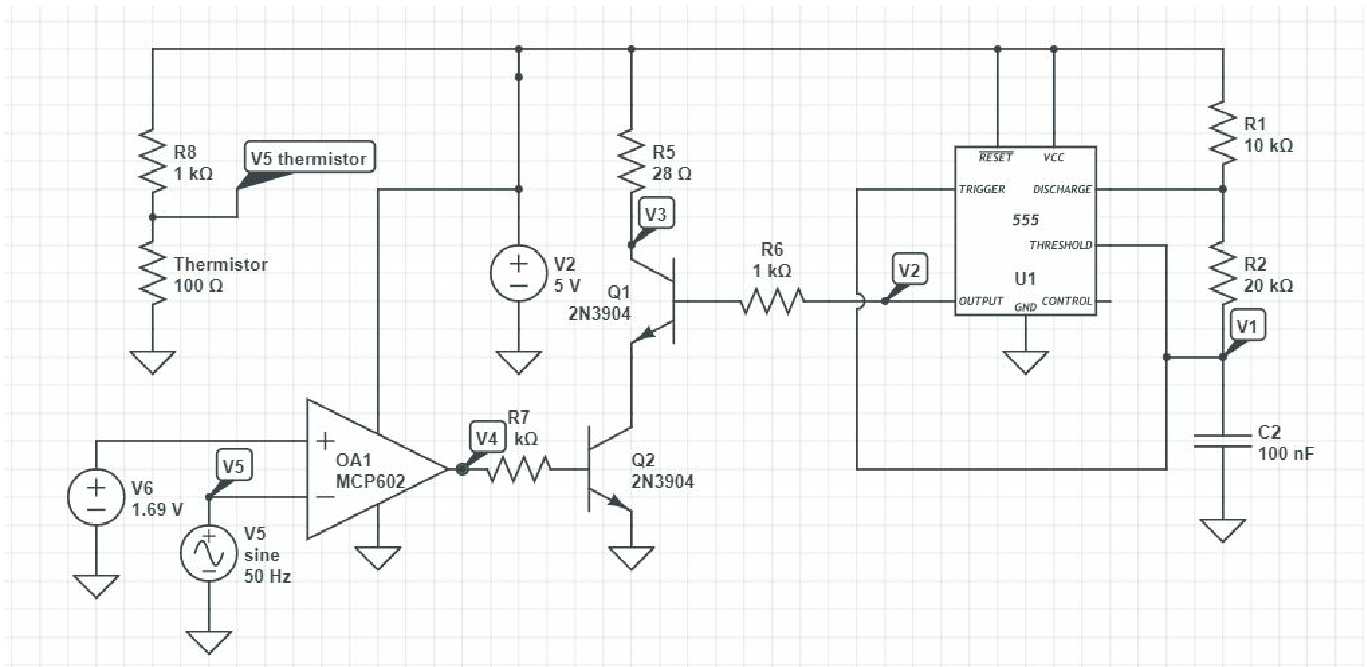 R8
1 kΩ
V5 thermistor
Thermistor
100 Ω
V2
5 V
R5
28 Ω
V3
Q1
2N3904
R6
1 kΩ
V2
RESET
VCC
TRIGGER
DISCHARGE
555
THRESHOLD
U1
OUTPUT
GND
CONTROL
R1
10 kΩ
R2
20 kΩ
V1
C2
100 nF
V6
1.69 V
V5
V5
sine
50 Hz
+
−
OA1
MCP602
V4
R7
kΩ
Q2
2N3904